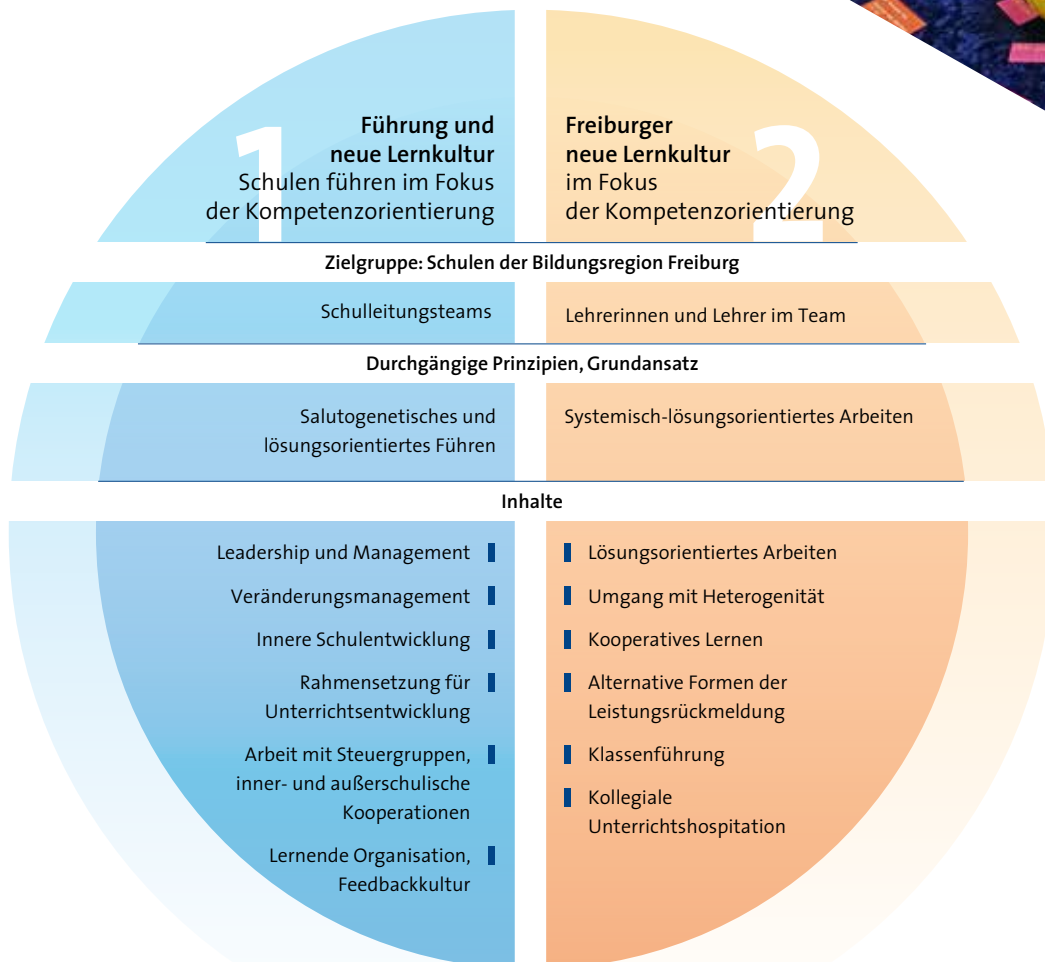 1
Führung und
neue Lernkultur
Schulen führen im Fokus
der Kompetenzorientierung
2
Freiburger
neue Lernkultur
im Fokus
der Kompetenzorientierung
Zielgruppe: Schulen der Bildungsregion Freiburg
Schulleitungsteams
Lehrerinnen und Lehrer im Team
Durchgängige Prinzipien, Grundansatz
Salutogenetisches und
lösungsorientiertes Führen
Systemisch-lösungsorientiertes Arbeiten
Inhalte
Leadership und Management
Veränderungsmanagement
Innere Schulentwicklung
Rahmensetzung für
Unterrichtsentwicklung
Arbeit mit Steuergruppen,
inner- und außerschulische
Kooperationen
Lernende Organisation,
Feedbackkultur
Lösungsorientiertes Arbeiten
Umgang mit Heterogenität
Kooperatives Lernen
Alternative Formen der
Leistungsrückmeldung
Klassenführung
Kollegiale
Unterrichtshospitation